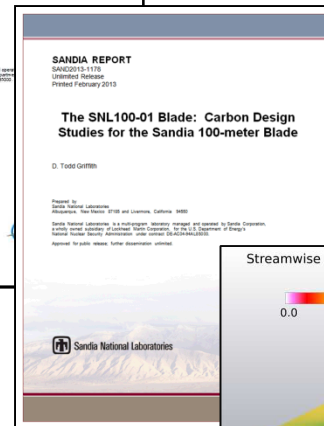 SANDIA REPORT
SAND2013-1178
Unlimited Release
Printed February 2013
The SNL100-01 Blade: Carbon Design
Studies for the Sandia 100-meter Blade
D. Todd Griffith
Prepared by
Sandia National Laboratories
Albuquerque, New Mexico 87185 and Livermore, California 94550
Sandia National Laboratories is a multi-program laboratory managed and operated by Sandia Corporation,
a wholly owned subsidiary of Lockheed Martin Corporation, for the U.S. Department of Energy's
National Nuclear Security Administration under contract DE-AC04-94AL85000.
Approved for public release; further dissemination unlimited.
Streamwise
0.0
Sandia National Laboratories